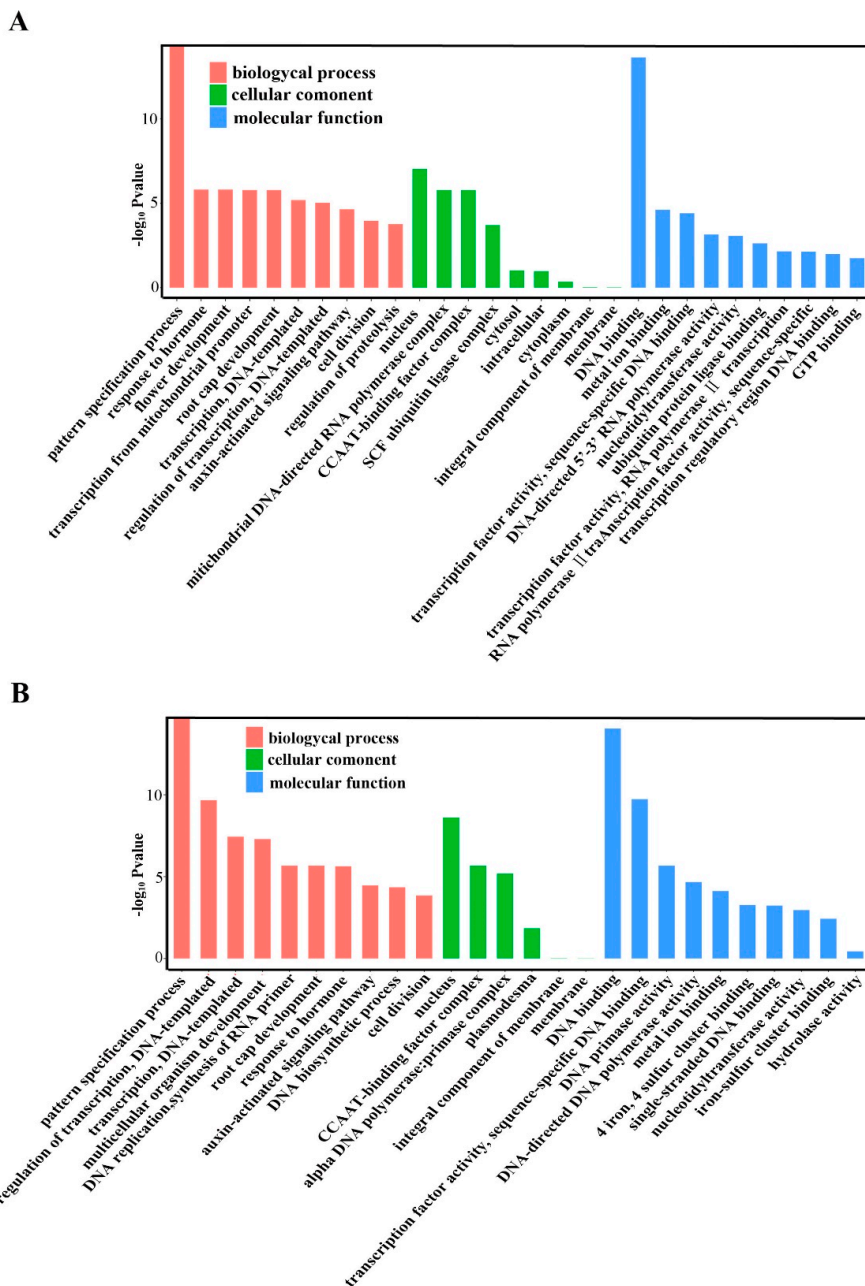 A
biologycal process
cellular comonent
molecular function
10
5
0
-log₁₀ Pvalue
pattern specification process
response to hormone
flower development
transcription from mitochondrial promoter
root cap development
transcription, DNA-templated
regulation of transcription, DNA-templated
auxin-actinated signaling pathway
cell division
regulation of proteolysis
nucleus
mitichondrial DNA-directed RNA polymerase complex
CCAAT-binding factor complex
SCF ubiquitin ligase complex
cytosol
intracellular
cytoplasm
integral component of membrane
membrane
DNA binding
metal ion binding
transcription factor activity, sequence-specific DNA binding
DNA-directed 5’-3’ RNA polymerase activity
nucleotidyltransferase activity
ubiquitin protein ligase binding
transcription factor activity, RNA polymerase Ⅱ transcription
RNA polymerase Ⅱ traAnscription factor activity, sequence-specific
transcription regulatory region DNA binding
GTP binding
B
biologycal process
cellular comonent
molecular function
10
5
0
-log₁₀ Pvalue
pattern specification process
regulation of transcription, DNA-templated
transcription, DNA-templated
multicellular organism development
DNA replication,synthesis of RNA primer
root cap development
response to hormone
auxin-actinated signaling pathway
DNA biosynthetic process
cell division
nucleus
CCAAT-binding factor complex
alpha DNA polymerase:primase complex
plasmodesma
integral component of membrane
membrane
DNA binding
transcription factor activity, sequence-specific DNA binding
DNA primase activity
DNA-directed DNA polymerase activity
metal ion binding
4 iron, 4 sulfur cluster binding
single-stranded DNA binding
nucleotidyltransferase activity
iron-sulfur cluster binding
hydrolase activity